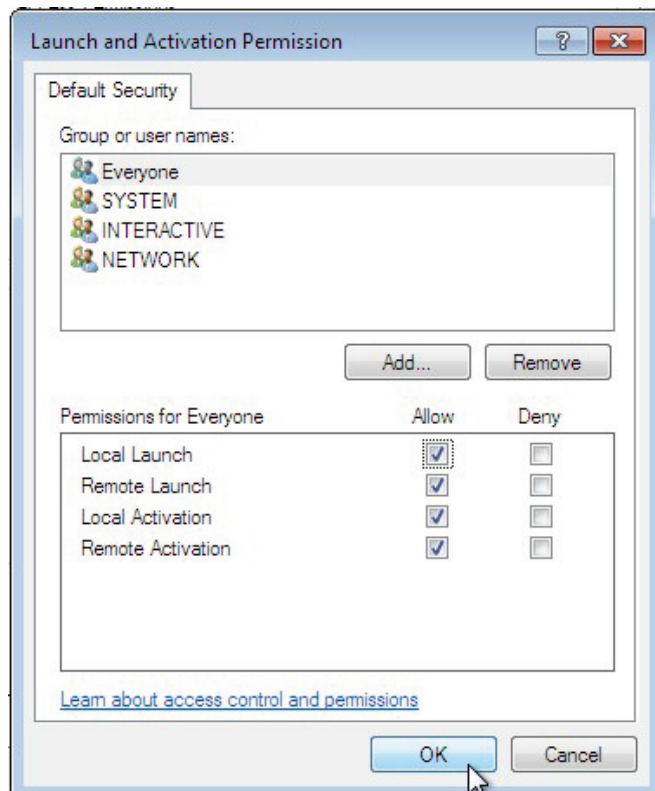 Launch and Activation Permission
Default Security
Group or user names:
Everyone
SYSTEM
INTERACTIVE
NETWORK
Add...
Remove
Permissions for Everyone Allow Deny
Local Launch
Remote Launch
Local Activation
Remote Activation
Learn about access control and permissions
OK
Cancel